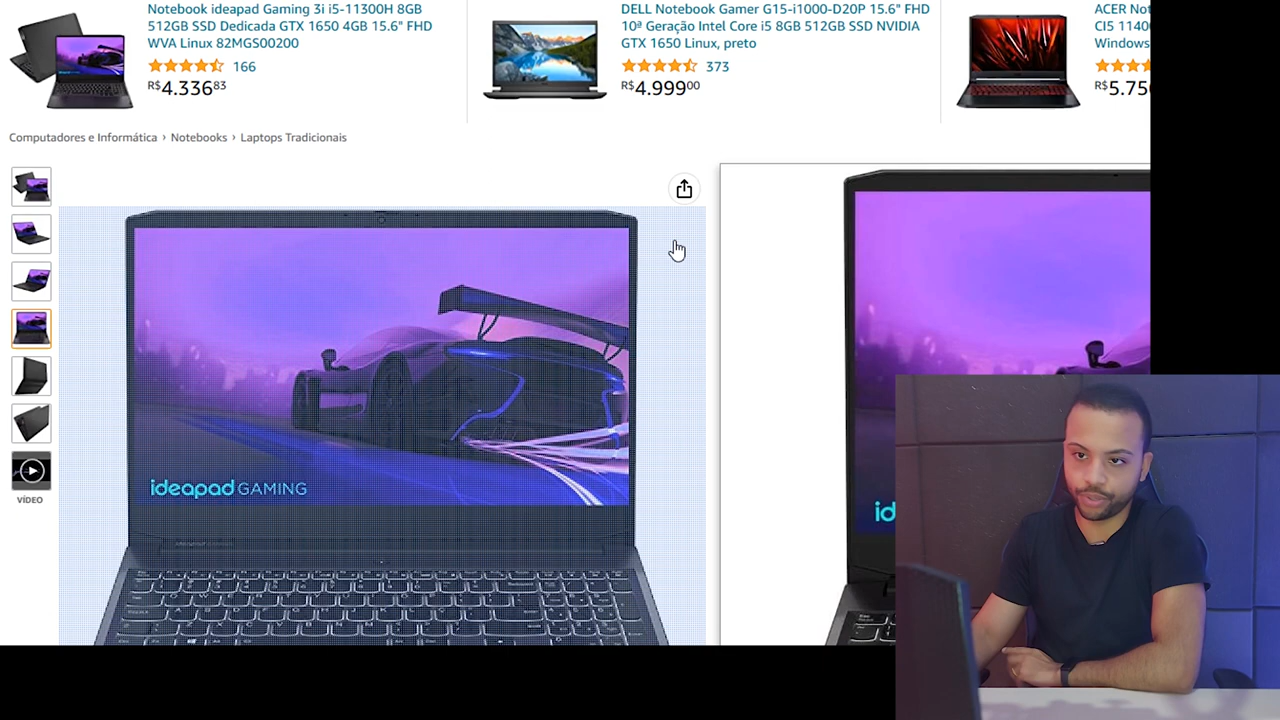 Notebook ideapad Gaming 3i i5-11300H 8GB
512GB SSD Dedicada GTX 1650 4GB 15.6" FHD
WVA Linux 82MGS00200
166
R$4.336 83
DELL Notebook Gamer G15-i1000-D20P 15.6" FHD
10ª Geração Intel Core i5 8GB 512GB SSD NVIDIA
GTX 1650 Linux, preto
373
R$4.999 00
ACER Not
CI5 1140
Windows
R$5.750
Computadores e Informática › Notebooks › Laptops Tradicionais
ideapad GAMING
id
VÍDEO